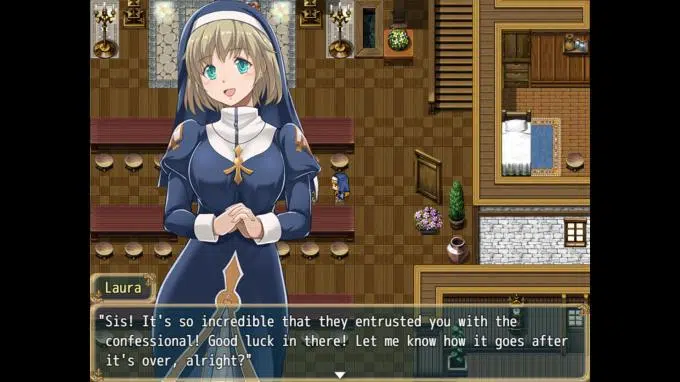 Laura
"Sis! It's so incredible that they entrusted you with the
confessional! Good luck in there! Let me know how it goes after
it's over, alright?"